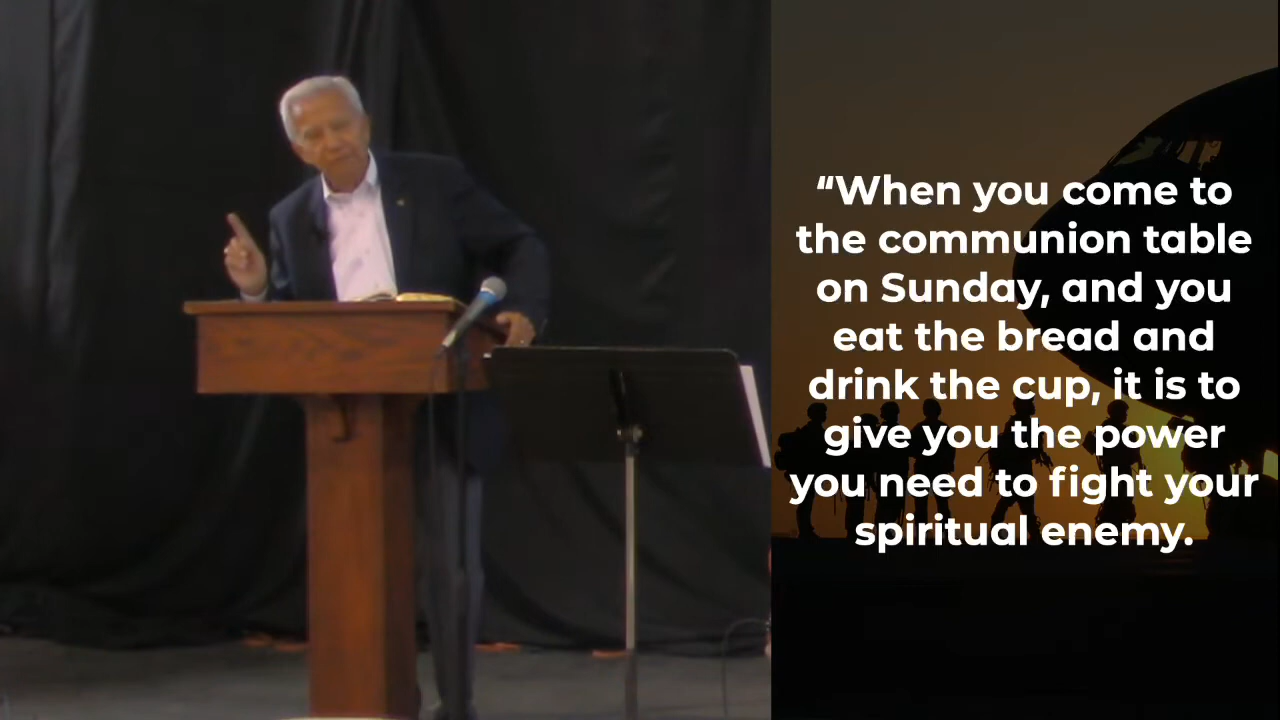 “When you come to
the communion table
on Sunday, and you
eat the bread and
drink the cup, it is to
give you the power
you need to fight your
spiritual enemy.